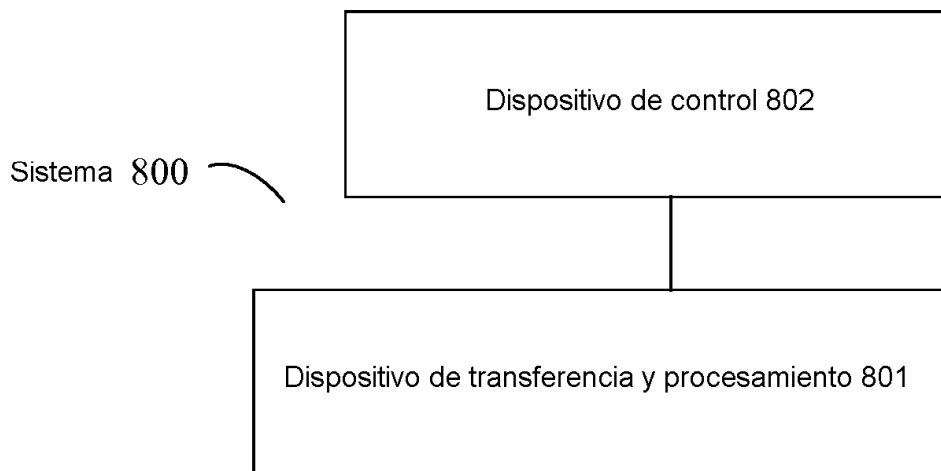 Dispositivo de control 802
Sistema 800
Dispositivo de transferencia y procesamiento 801